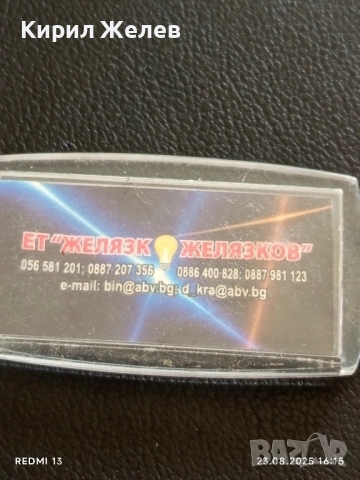 Кирил Желев
ЕТ "ЖЕЛЯЗК ЖЕЛЯЗКОВ"
056 581 201; 0887 207 356 0886 400 828; 0887 981 123
e-mail: bin@abv.bg; d_kra@abv.bg
REDMI 13
23.08.2025 16:15
BAZAR